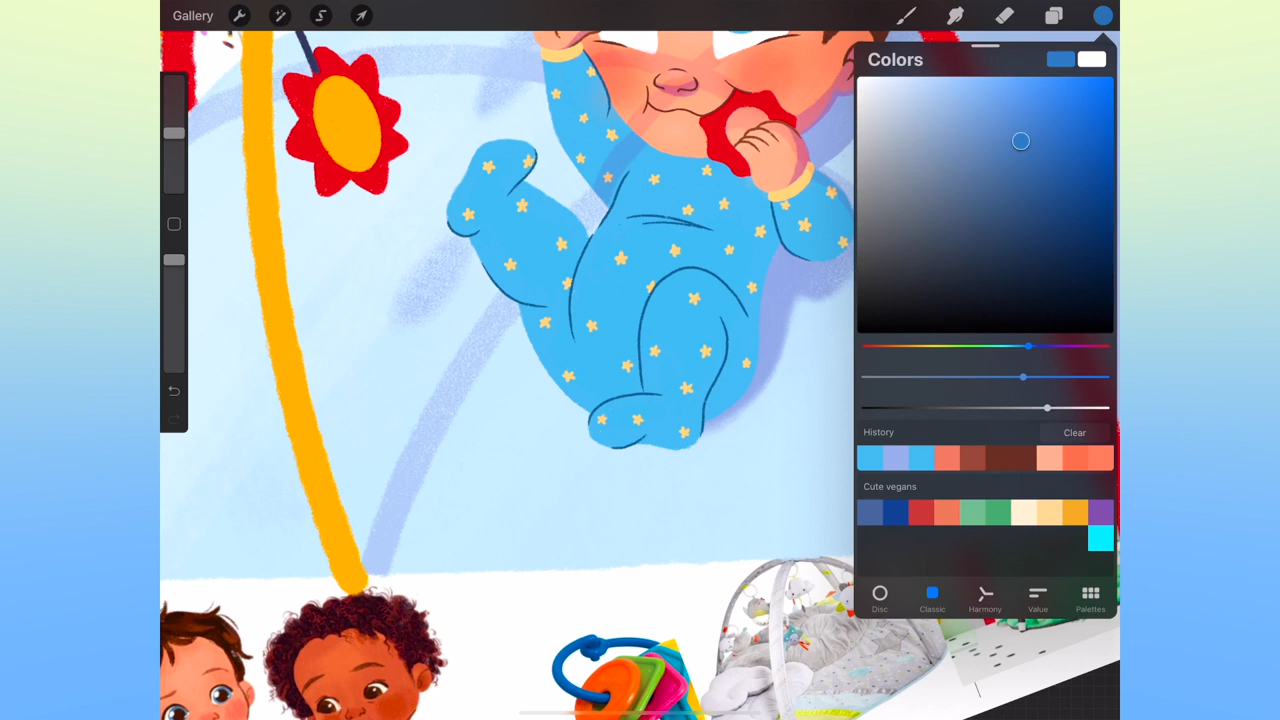 Gallery
Colors
History
Clear
Cute vegans
Disc
Classic
Harmony
Value
Palettes